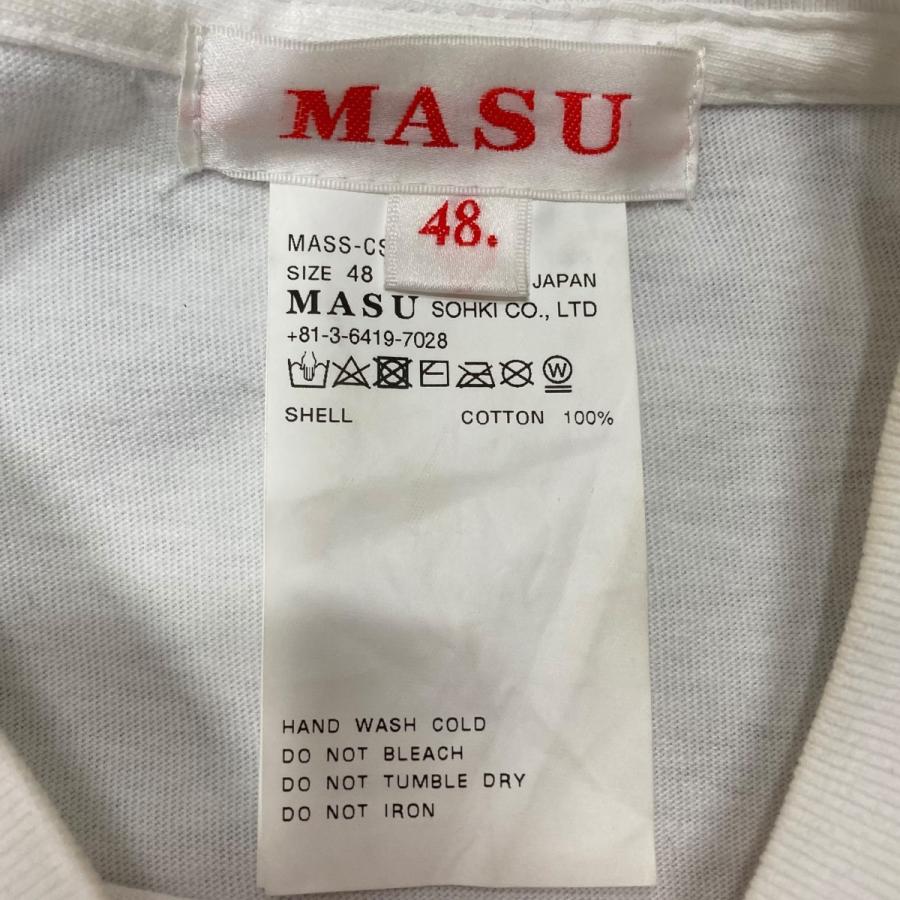 MASU
48.
MASS-CS
SIZE 48 JAPAN
MASU SOHKI CO., LTD
+81-3-6419-7028
W
SHELL COTTON 100%
HAND WASH COLD
DO NOT BLEACH
DO NOT TUMBLE DRY
DO NOT IRON